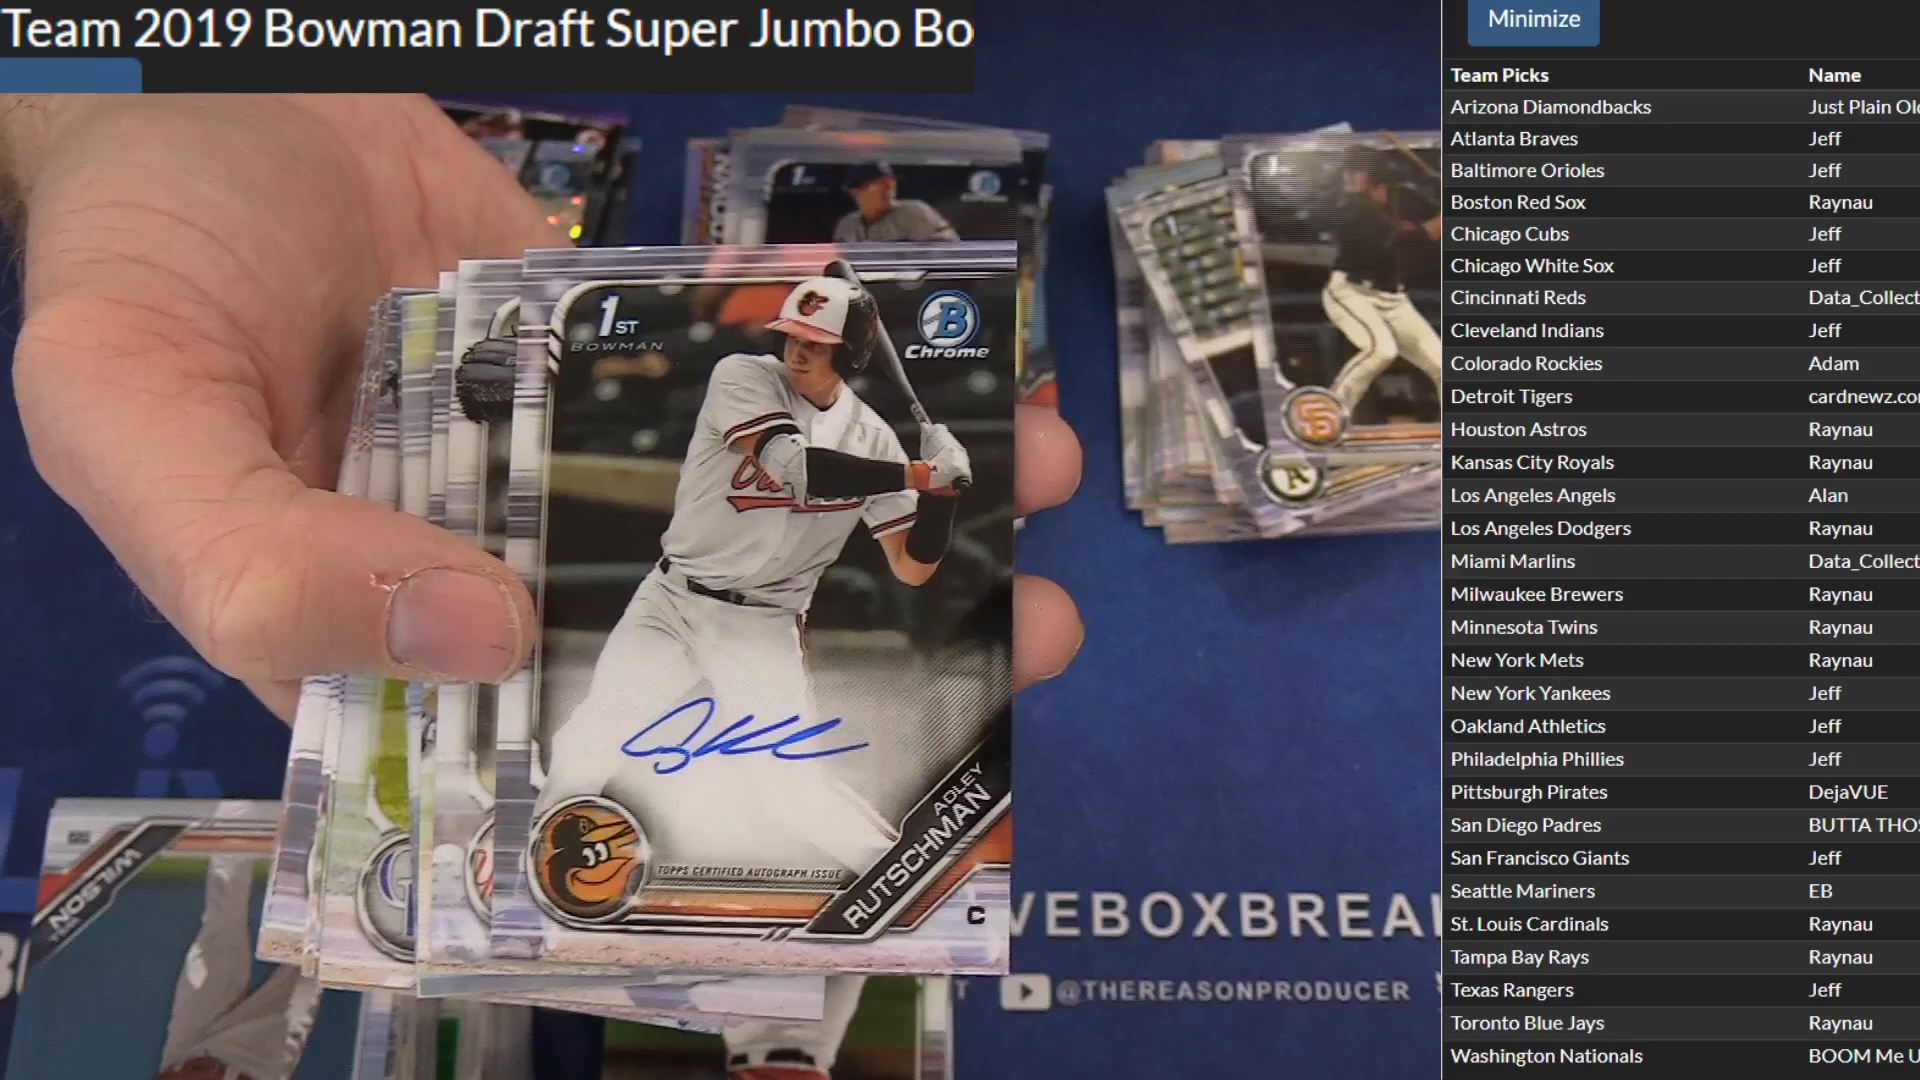 Team 2019 Bowman Draft Super Jumbo Bo
Minimize
Team Picks Name
Arizona Diamondbacks Just Plain Ol
Atlanta Braves Jeff
Baltimore Orioles Jeff
Boston Red Sox Raynau
Chicago Cubs Jeff
Chicago White Sox Jeff
Cincinnati Reds Data_Collect
Cleveland Indians Jeff
Colorado Rockies Adam
Detroit Tigers cardnewz.co
Houston Astros Raynau
Kansas City Royals Raynau
Los Angeles Angels Alan
Los Angeles Dodgers Raynau
Miami Marlins Data_Collect
Milwaukee Brewers Raynau
Minnesota Twins Raynau
New York Mets Raynau
New York Yankees Jeff
Oakland Athletics Jeff
Philadelphia Phillies Jeff
Pittsburgh Pirates DejaVUE
San Diego Padres BUTTA THO
San Francisco Giants Jeff
Seattle Mariners EB
St. Louis Cardinals Raynau
Tampa Bay Rays Raynau
Texas Rangers Jeff
Toronto Blue Jays Raynau
Washington Nationals BOOM Me U
1ST
BOWMAN
B
Chrome
TOPPS CERTIFIED AUTOGRAPH ISSUE
ADLEY
RUTSCHMAN
C
WILSON
1ST
SF
A
VEBOXBREA
@THEREASONPRODUCER